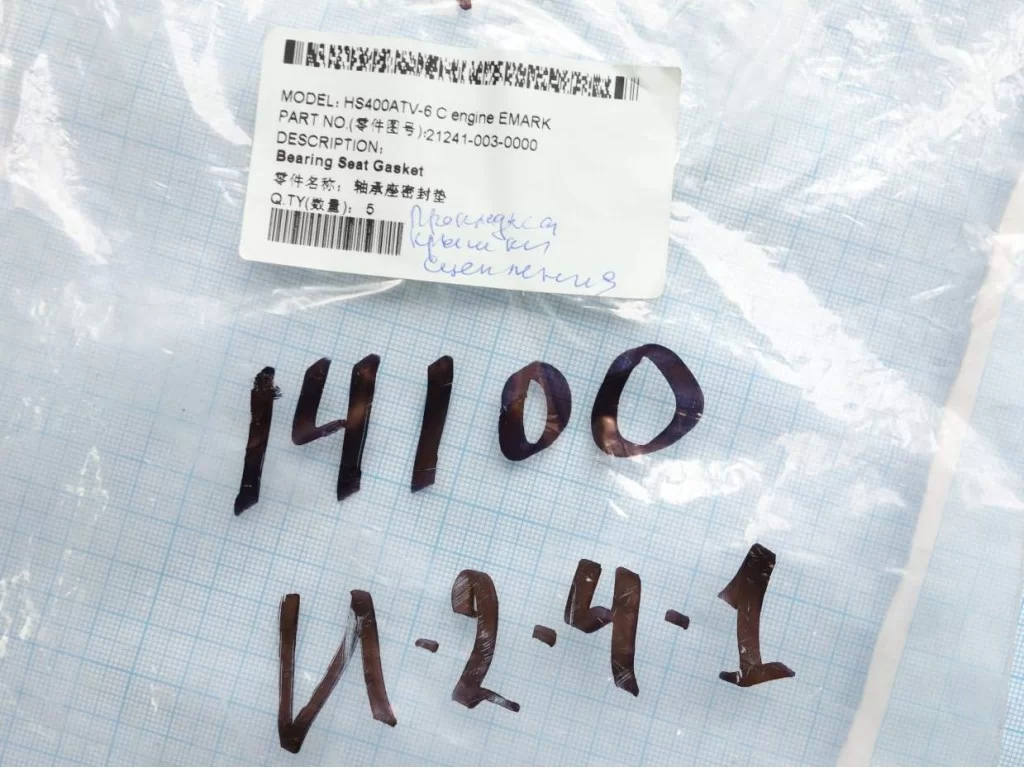 MODEL: HS400ATV-6 C engine EMARK
PART NO.(零件图号):21241-003-0000
DESCRIPTION:
Bearing Seat Gasket
零件名称: 轴承座密封垫
Q.TY(数量): 5
Прокладка
крышки
сцепления
14100
И-2-4-1